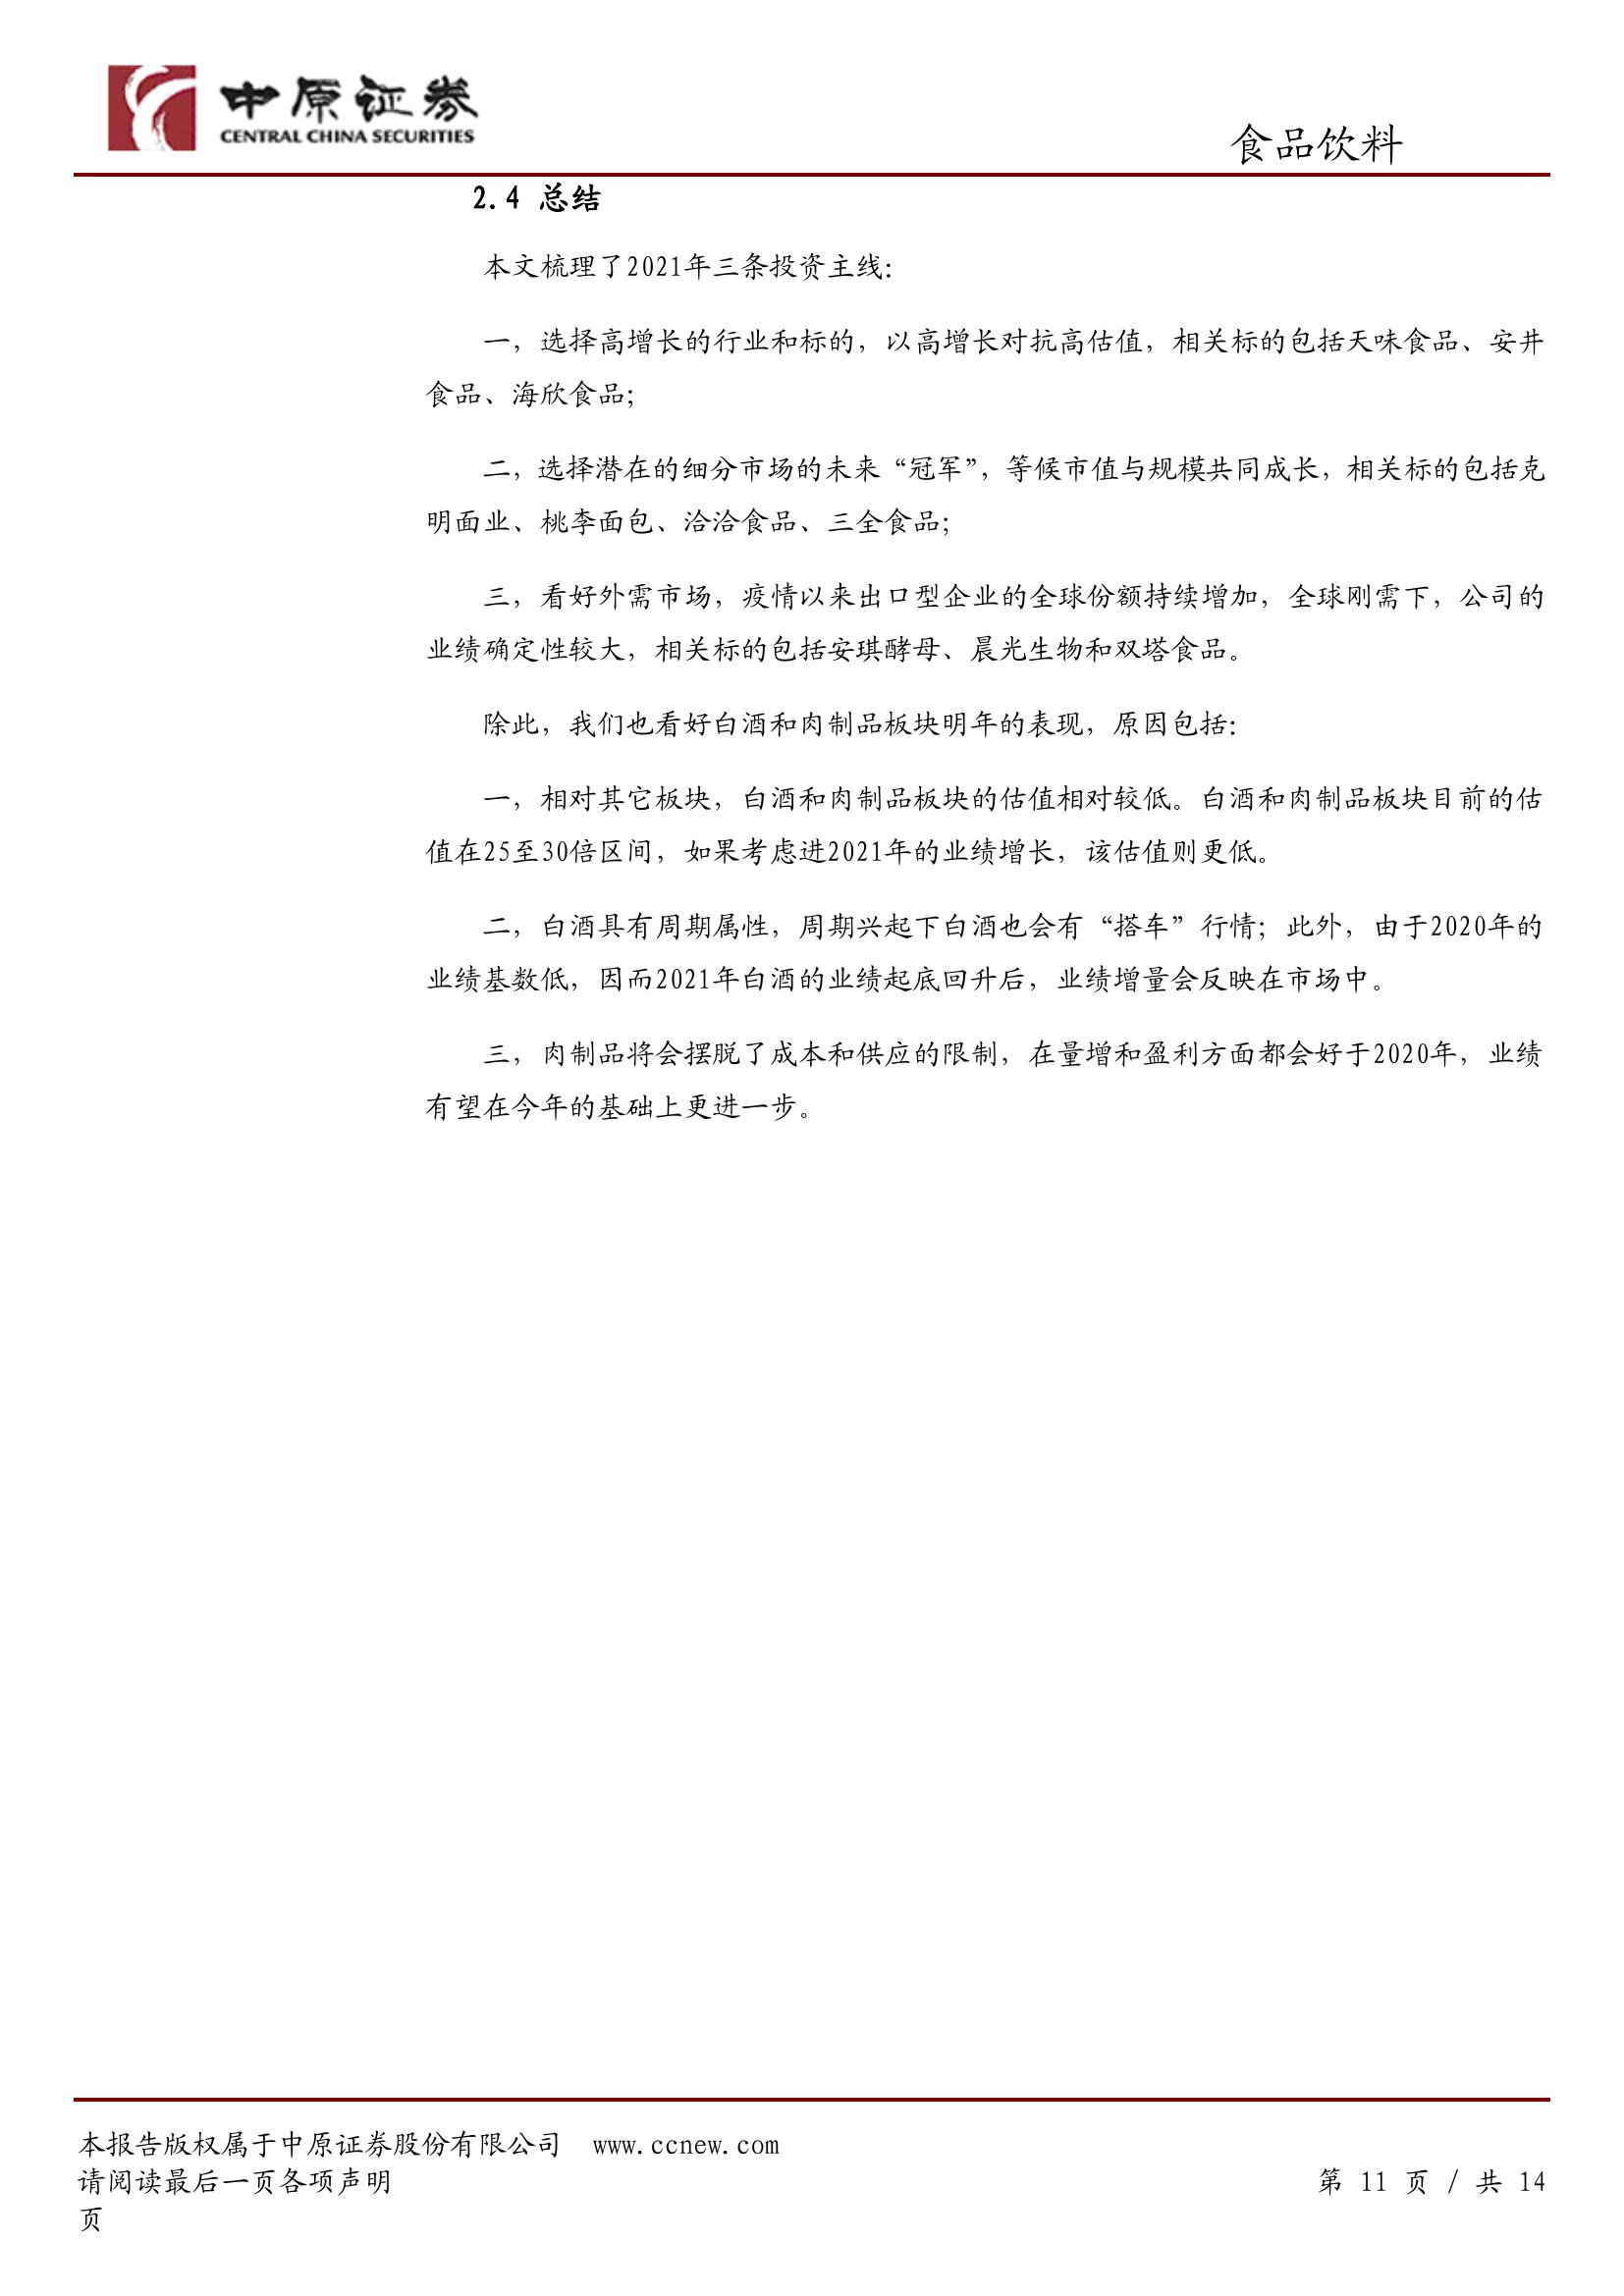 中原证券
CENTRAL CHINA SECURITIES
食品饮料
2.4 总结
本文梳理了2021年三条投资主线：
一，选择高增长的行业和标的，以高增长对抗高估值，相关标的包括天味食品、安井
食品、海欣食品；
二，选择潜在的细分市场的未来“冠军”，等候市值与规模共同成长，相关标的包括克
明面业、桃李面包、洽洽食品、三全食品；
三，看好外需市场，疫情以来出口型企业的全球份额持续增加，全球刚需下，公司的
业绩确定性较大，相关标的包括安琪酵母、晨光生物和双塔食品。
除此，我们也看好白酒和肉制品板块明年的表现，原因包括：
一，相对其它板块，白酒和肉制品板块的估值相对较低。白酒和肉制品板块目前的估
值在25至30倍区间，如果考虑进2021年的业绩增长，该估值则更低。
二，白酒具有周期属性，周期兴起下白酒也会有“搭车”行情；此外，由于2020年的
业绩基数低，因而2021年白酒的业绩起底回升后，业绩增量会反映在市场中。
三，肉制品将会摆脱了成本和供应的限制，在量增和盈利方面都会好于2020年，业绩
有望在今年的基础上更进一步。
本报告版权属于中原证券股份有限公司 www.ccnew.com
请阅读最后一页各项声明 第 11 页 / 共 14
页